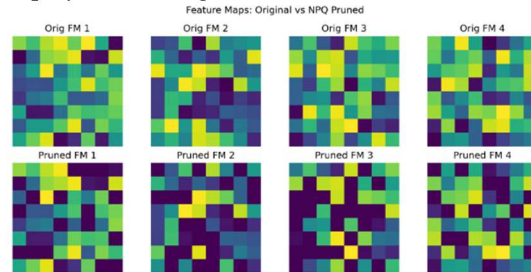 Feature Maps: Original vs NPQ Pruned
Orig FM 1 Orig FM 2 Orig FM 3 Orig FM 4
Pruned FM 1 Pruned FM 2 Pruned FM 3 Pruned FM 4